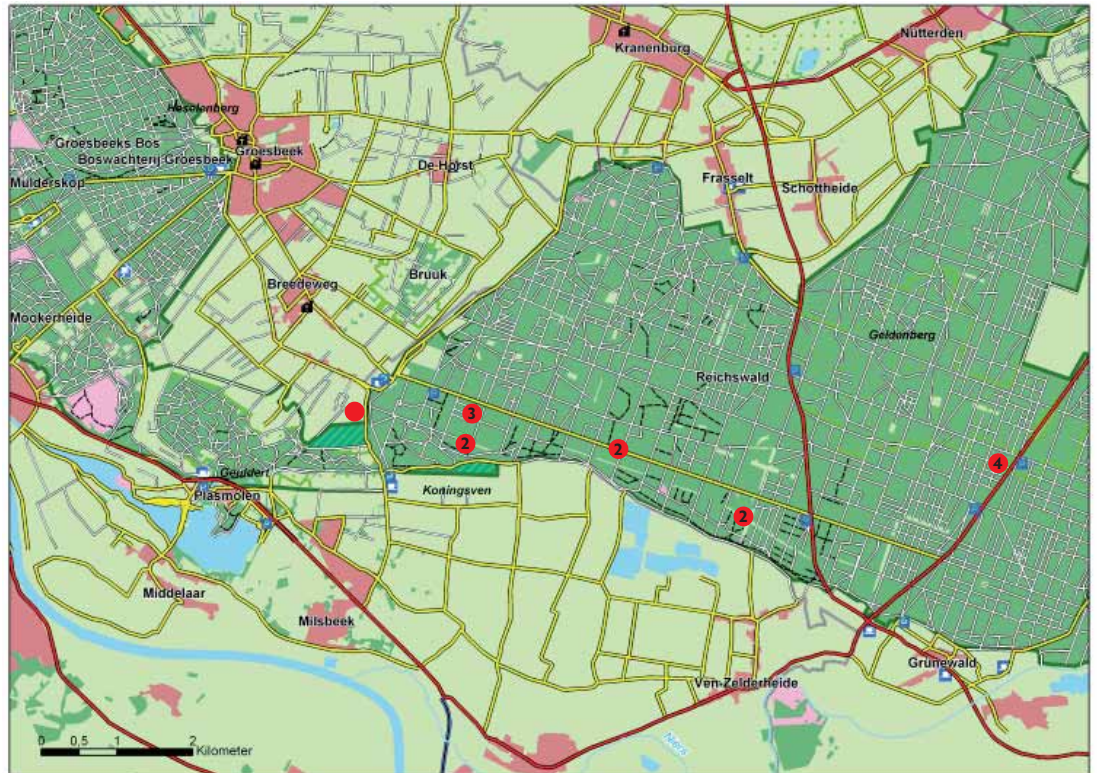 Kranenburg
Nütterden
Heselenberg
Groesbeeks Bos
Boswachterij Groesbeek
Groesbeek
De Horst
Mulderskop
Frasselt
Schottheide
Bruuk
Breedeweg
Mookerheide
Geldenberg
Reichswald
3
2
2
4
Geuldert
Koningsven
Plasmolen
2
Middelaar
Milsbeek
Grunewald
Ven-Zelderheide
Niers
0 0,5 1 2
Kilometer